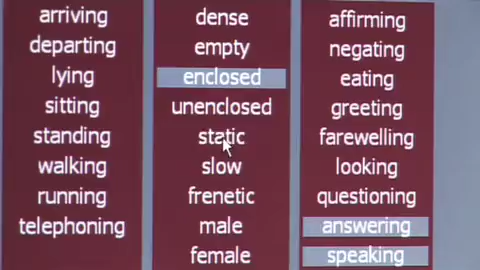 arriving
departing
lying
sitting
standing
walking
running
telephoning
dense
empty
enclosed
unenclosed
static
slow
frenetic
male
female
affirming
negating
eating
greeting
farewelling
looking
questioning
answering
speaking